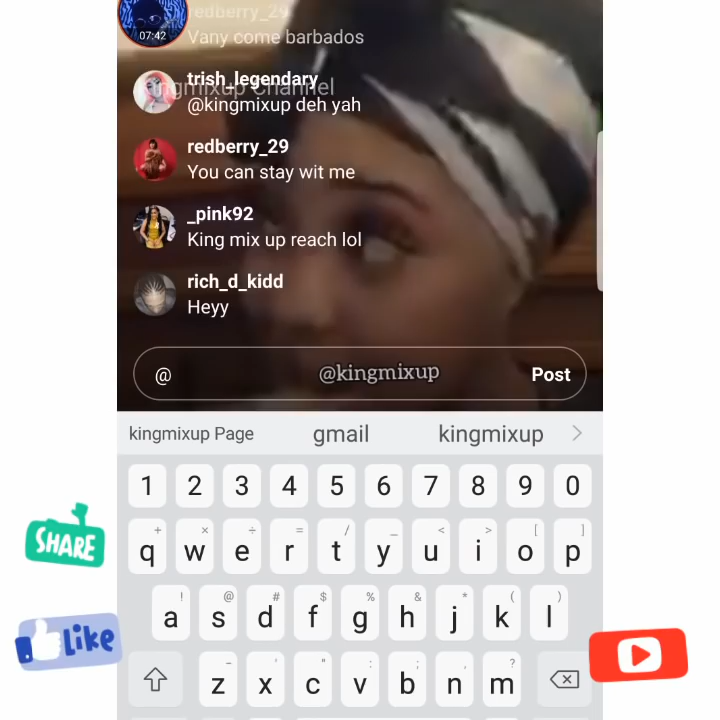 redberry_29
07:42
Vany come barbados
kingmixup Channel
trish_legendary
@kingmixup deh yah
redberry_29
You can stay wit me
_pink92
King mix up reach lol
rich_d_kidd
Heyy
@ @kingmixup Post
kingmixup Page gmail kingmixup >
1 2 3 4 5 6 7 8 9 0
+ × ÷ = / _ < > [ ]
q w e r t y u i o p
! @ # $ % & * ( )
a s d f g h j k l
- ' " : ; , ?
z x c v b n m
SHARE
Like